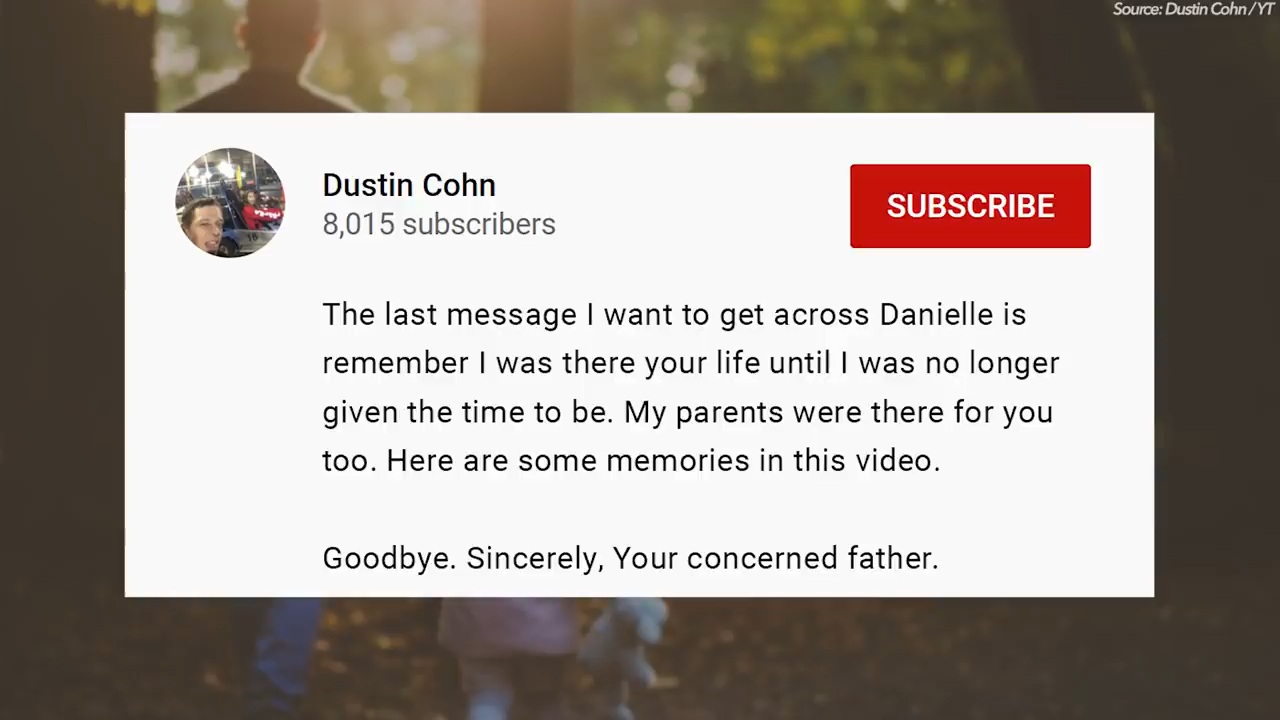 Source: Dustin Cohn / YT
Dustin Cohn
8,015 subscribers
SUBSCRIBE
The last message I want to get across Danielle is
remember I was there your life until I was no longer
given the time to be. My parents were there for you
too. Here are some memories in this video.
Goodbye. Sincerely, Your concerned father.